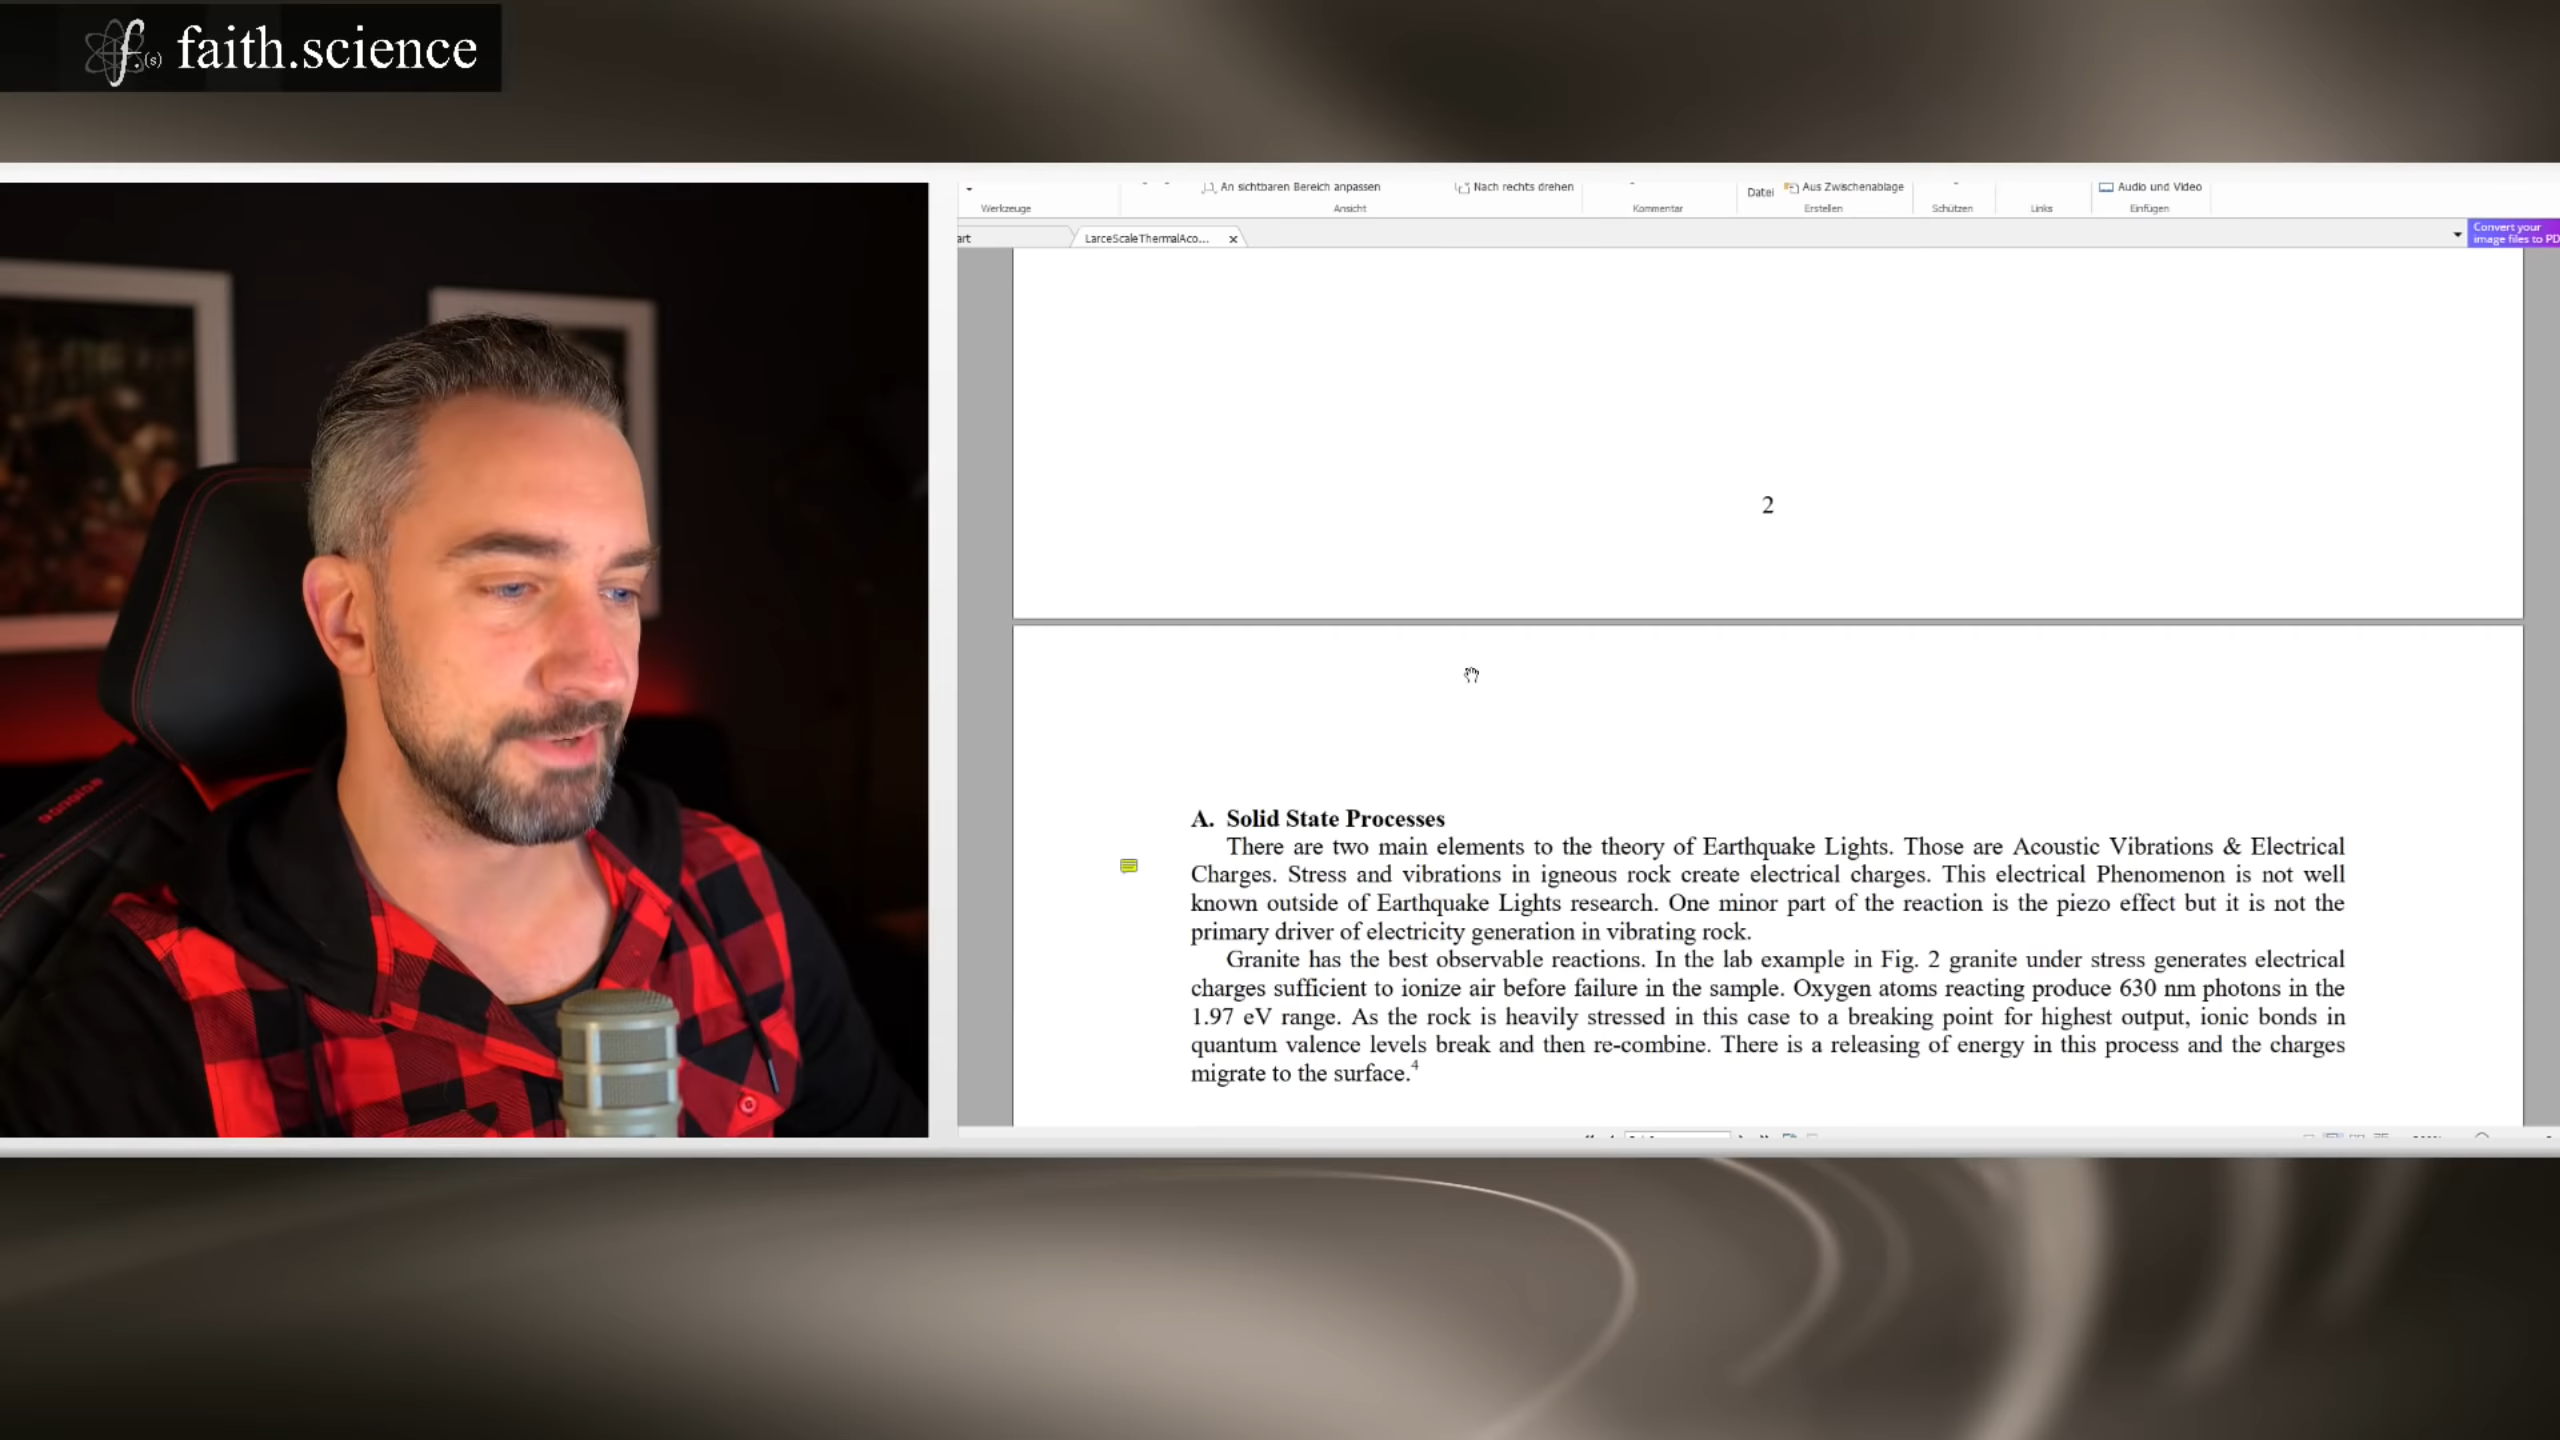 f(s) faith.science
An sichtbaren Bereich anpassen
Nach rechts drehen
Datei
Aus Zwischenablage
Audio und Video
Werkzeuge
Ansicht
Kommentar
Erstellen
Schützen
Links
Einfügen
art
LarceScaleThermalAco...
Convert your
image files to PD
2
A. Solid State Processes
There are two main elements to the theory of Earthquake Lights. Those are Acoustic Vibrations & Electrical
Charges. Stress and vibrations in igneous rock create electrical charges. This electrical Phenomenon is not well
known outside of Earthquake Lights research. One minor part of the reaction is the piezo effect but it is not the
primary driver of electricity generation in vibrating rock.
Granite has the best observable reactions. In the lab example in Fig. 2 granite under stress generates electrical
charges sufficient to ionize air before failure in the sample. Oxygen atoms reacting produce 630 nm photons in the
1.97 eV range. As the rock is heavily stressed in this case to a breaking point for highest output, ionic bonds in
quantum valence levels break and then re-combine. There is a releasing of energy in this process and the charges
migrate to the surface.4